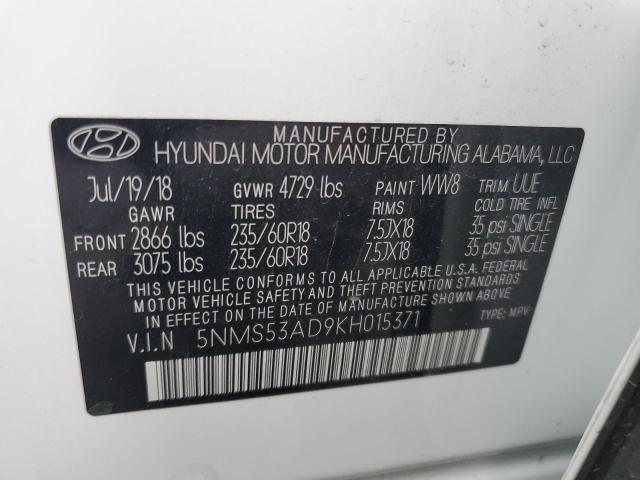 MANUFACTURED BY
HYUNDAI MOTOR MANUFACTURING ALABAMA, LLC
Jul/19/18 GVWR 4729 lbs PAINT WW8 TRIM UUE
GAWR TIRES RIMS COLD TIRE INFL
FRONT 2866 lbs 235/60R18 7.5JX18 35 psi SINGLE
REAR 3075 lbs 235/60R18 7.5JX18 35 psi SINGLE
THIS VEHICLE CONFORMS TO ALL APPLICABLE U.S.A. FEDERAL
MOTOR VEHICLE SAFETY AND THEFT PREVENTION STANDARDS
IN EFFECT ON THE DATE OF MANUFACTURE SHOWN ABOVE.
V.I.N 5NMS53AD9KH015371 TYPE: MPV